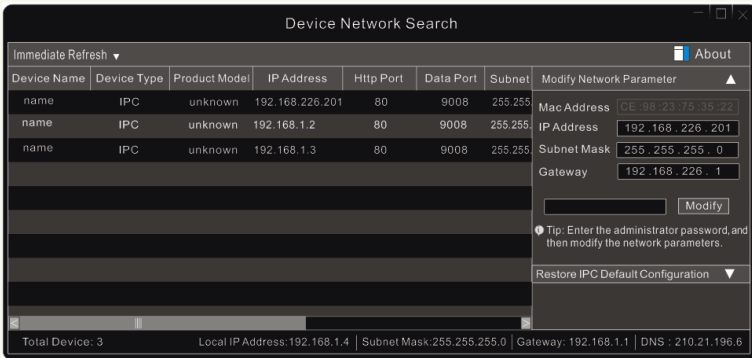 Device Network Search
Immediate Refresh
About
Device Name Device Type Product Model IP Address Http Port Data Port Subnet
name IPC unknown 192.168.226.201 80 9008 255.255.
name IPC unknown 192.168.1.2 80 9008 255.255.
name IPC unknown 192.168.1.3 80 9008 255.255.
Modify Network Parameter
Mac Address CE:98:23:75:35:22
IP Address 192.168.226.201
Subnet Mask 255.255.255.0
Gateway 192.168.226.1
Modify
Tip: Enter the administrator password, and
then modify the network parameters.
Restore IPC Default Configuration
Total Device: 3 Local IP Address:192.168.1.4 Subnet Mask:255.255.255.0 Gateway: 192.168.1.1 DNS : 210.21.196.6